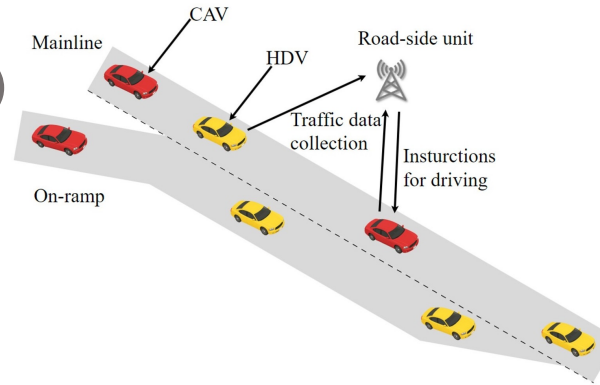 CAV
Mainline
HDV
Road-side unit
Traffic data
collection
Insturctions
for driving
On-ramp